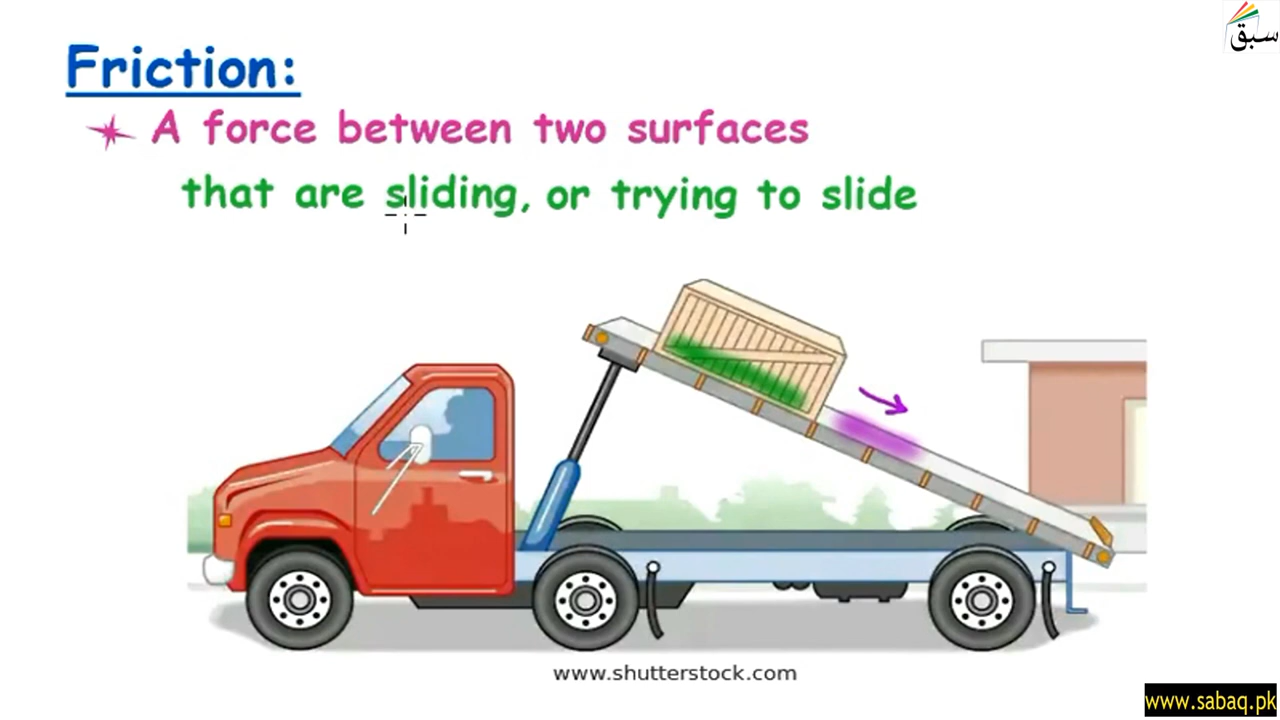 سبق
Friction:
A force between two surfaces
that are sliding, or trying to slide
www.shutterstock.com
www.sabaq.pk